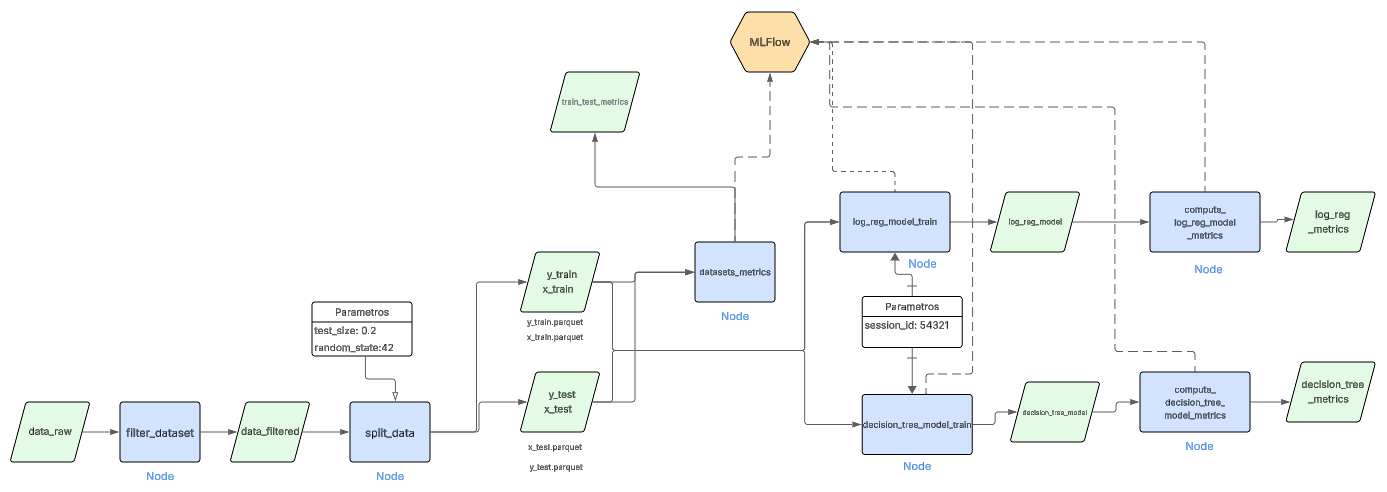 MLFlow
train_test_metrics
log_reg_model_train
Node
log_reg_model
compute_
log_reg_model
_metrics
Node
log_reg
_metrics
y_train
x_train
y_train.parquet
x_train.parquet
datasets_metrics
Node
Parametros
test_size: 0.2
random_state:42
Parametros
session_id: 54321
data_raw
filter_dataset
Node
data_filtered
split_data
Node
y_test
x_test
x_test.parquet
y_test.parquet
decision_tree_model_train
Node
decision_tree_model
compute_
decision_tree_
model_metrics
Node
decision_tree
_metrics